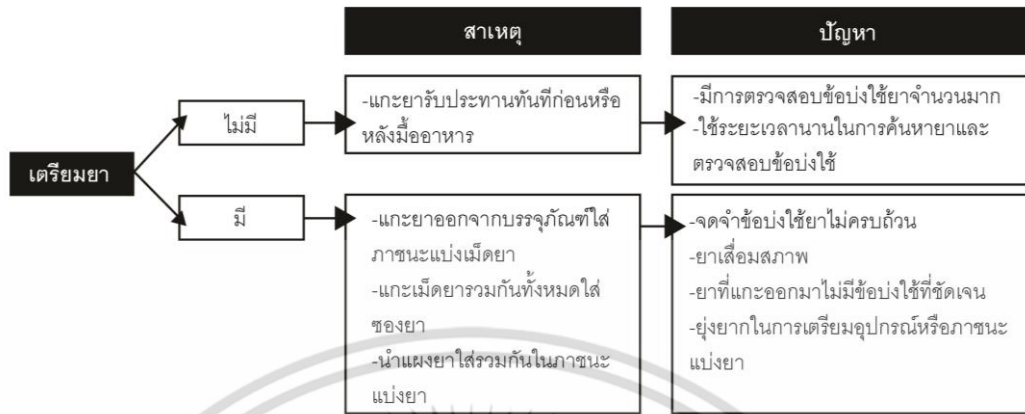 สาเหตุ
ปัญหา
เตรียมยา
ไม่มี
-แกะยารับประทานทันทีก่อนหรือ
หลังมื้ออาหาร
-มีการตรวจสอบข้อบ่งใช้ยาจำนวนมาก
-ใช้ระยะเวลานานในการค้นหายาและ
ตรวจสอบข้อบ่งใช้
มี
-แกะยาออกจากบรรจุภัณฑ์ใส่
ภาชนะแบ่งเม็ดยา
-แกะเม็ดยารวมกันทั้งหมดใส่
ซองยา
-นำแผงยาใส่รวมกันในภาชนะ
แบ่งยา
-จดจำข้อบ่งใช้ยาไม่ครบถ้วน
-ยาเสื่อมสภาพ
-ยาที่แกะออกมาไม่มีข้อบ่งใช้ที่ชัดเจน
-ยุ่งยากในการเตรียมอุปกรณ์หรือภาชนะ
แบ่งยา